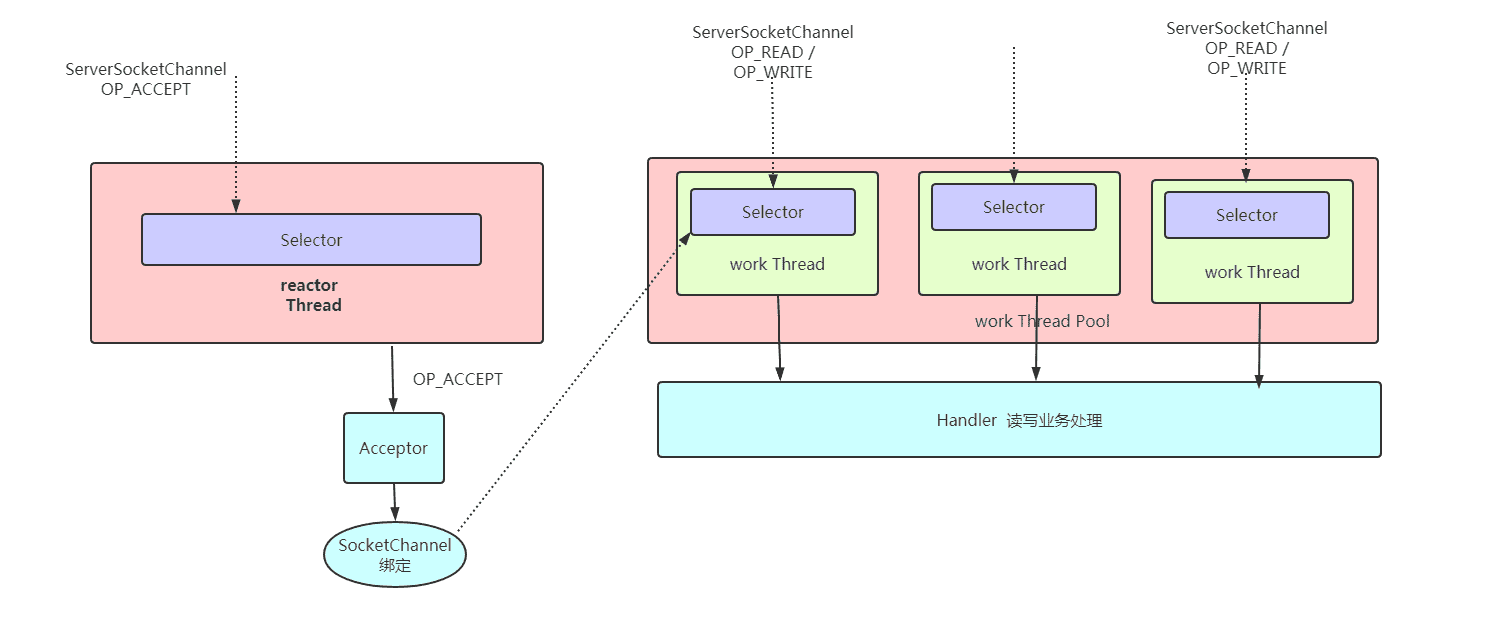 ServerSocketChannel
OP_ACCEPT
Selector
reactor
Thread
OP_ACCEPT
Acceptor
SocketChannel
绑定
ServerSocketChannel
OP_READ /
OP_WRITE
ServerSocketChannel
OP_READ /
OP_WRITE
Selector
work Thread
Selector
work Thread
Selector
work Thread
work Thread Pool
Handler 读写业务处理